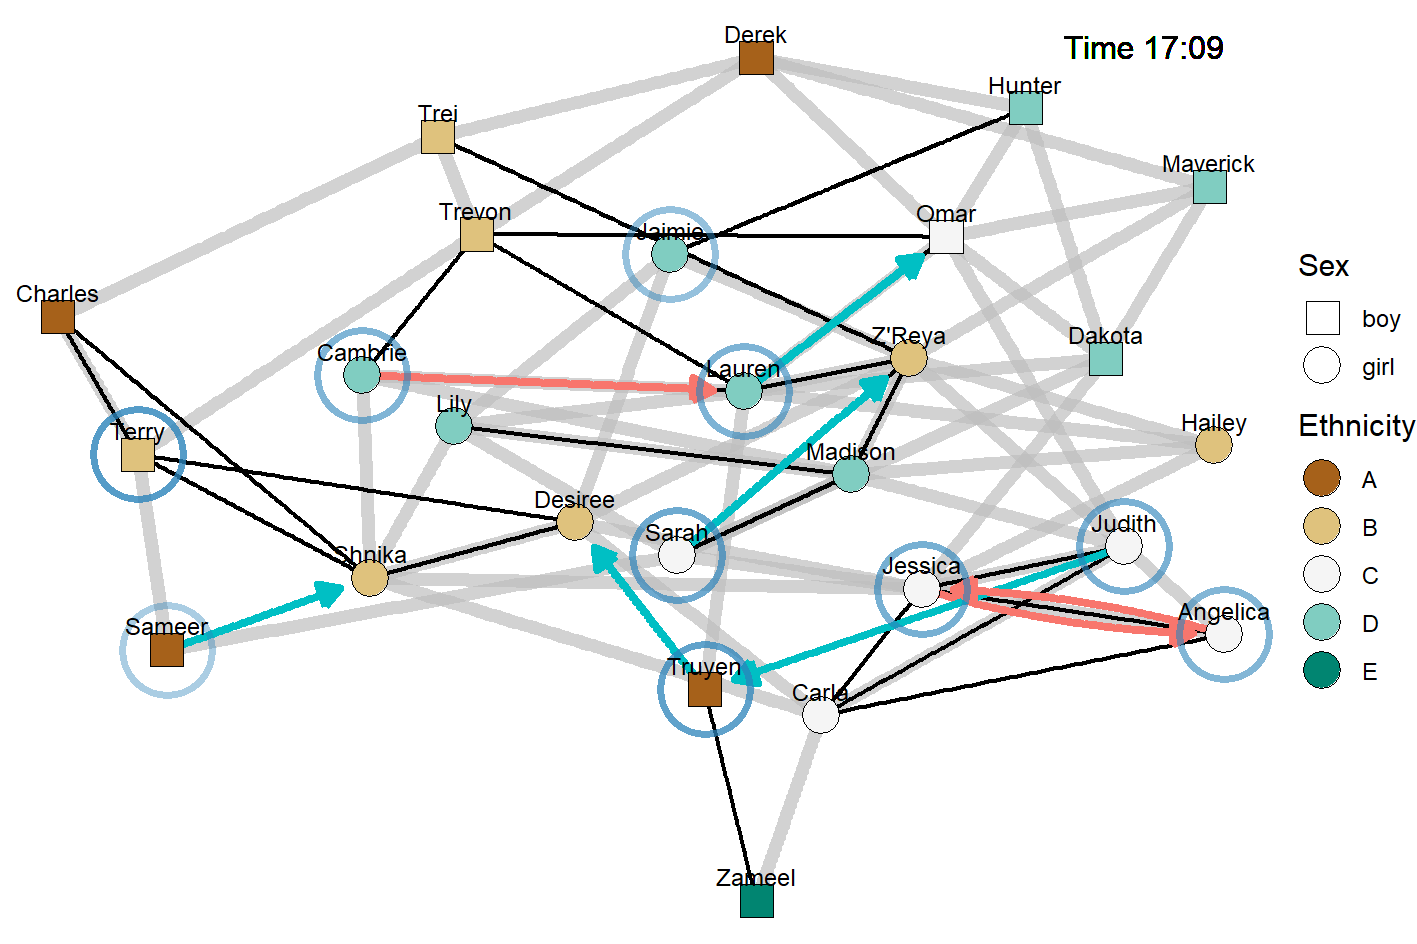 Derek
Time 17:09
Hunter
Trei
Maverick
Trevon
Omar
Jaimie
Sex
Charles
boy
Z'Reya
Dakota
Cambrie
girl
Lauren
Lily
Hailey
Ethnicity
Terry
Madison
A
Desiree
Sarah
Judith
B
Shnika
Jessica
C
Sameer
Angelica
D
Truyen
Carla
E
Zameel